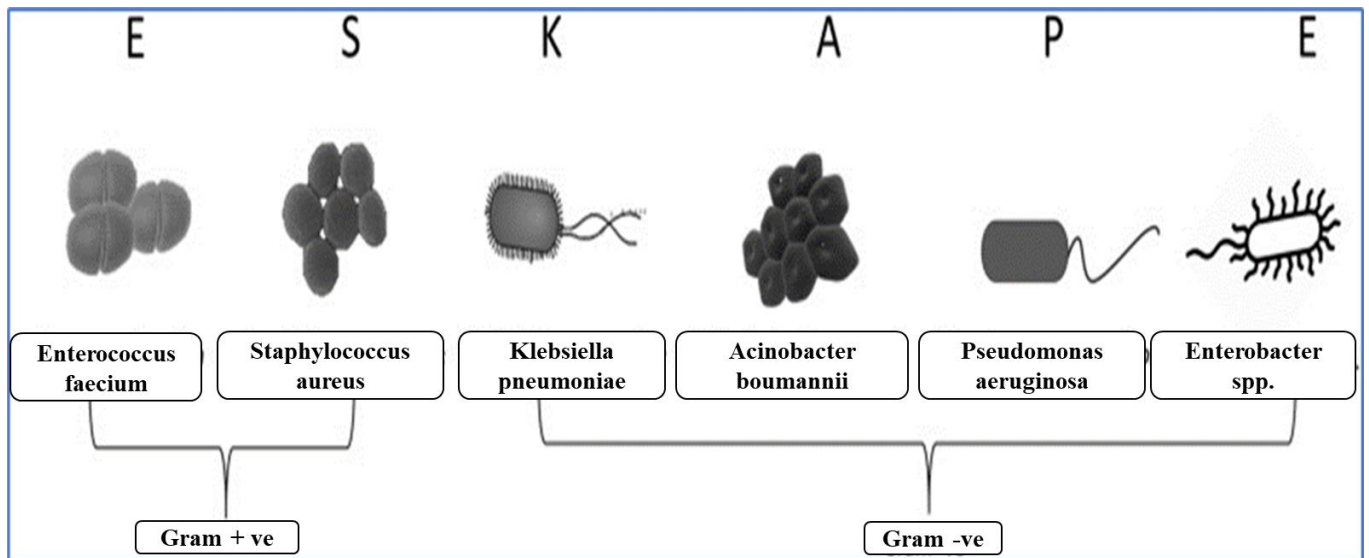 E S K A P E
Enterococcus
faecium
Staphylococcus
aureus
Klebsiella
pneumoniae
Acinobacter
boumannii
Pseudomonas
aeruginosa
Enterobacter
spp.
Gram + ve
Gram -ve